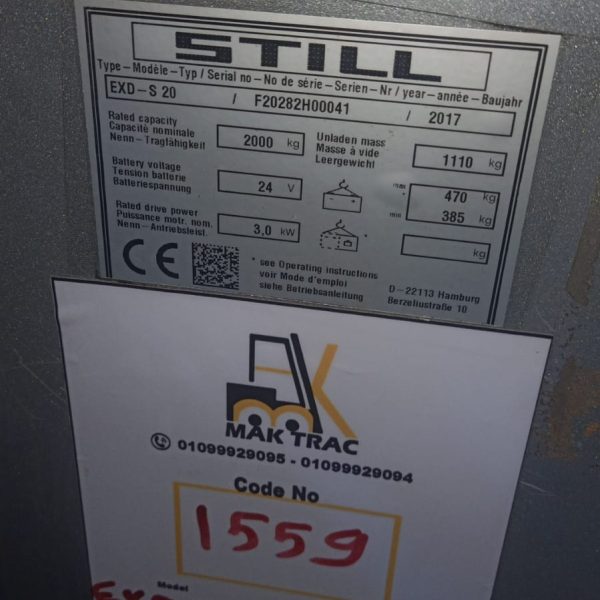 STILL
Type – Modèle – Typ / Serial no – No de série – Serien – Nr / year – année – Baujahr
EXD – S 20 / F20282H00041 / 2017
Rated capacity
Capacité nominale
Nenn – Tragfähigkeit
2000 kg
Unladen mass
Masse à vide
Leergewicht
1110 kg
Battery voltage
Tension batterie
Batteriespannung
24 V
max 470 kg
min 385 kg
Rated drive power
Puissance motr. nom.
Nenn – Antriebsleist.
3,0 kW
kg
CE
* see Operating instructions
voir Mode d'emploi
siehe Betriebsanleitung
D – 22113 Hamburg
Berzeliustraße 10
MAK TRAC
01099929095 - 01099929094
Code No
1559
Model